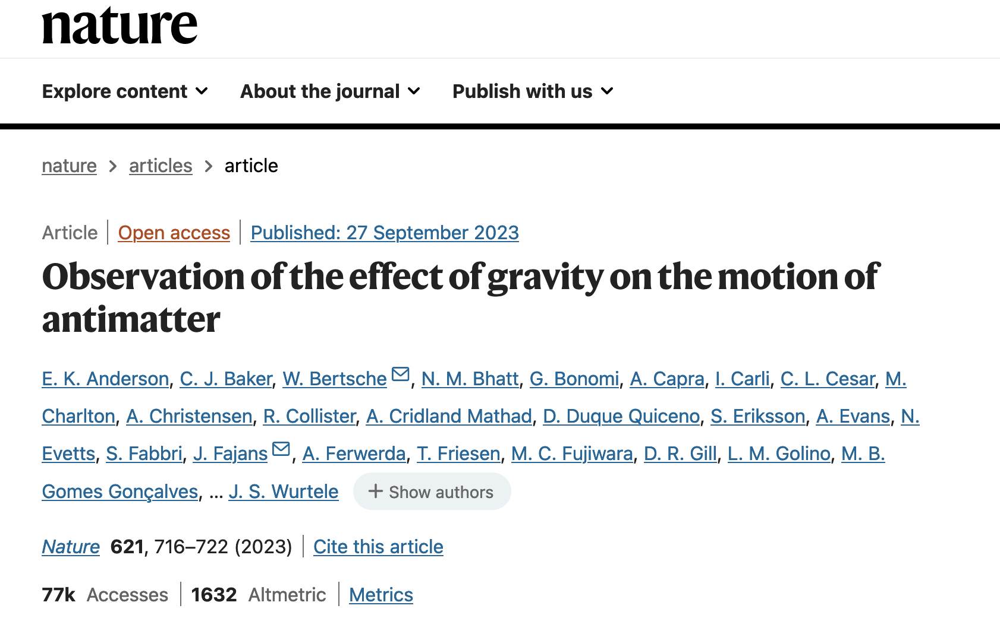 nature
Explore content About the journal Publish with us
nature > articles > article
Article | Open access | Published: 27 September 2023
Observation of the effect of gravity on the motion of
antimatter
E. K. Anderson, C. J. Baker, W. Bertsche, N. M. Bhatt, G. Bonomi, A. Capra, I. Carli, C. L. Cesar, M.
Charlton, A. Christensen, R. Collister, A. Cridland Mathad, D. Duque Quiceno, S. Eriksson, A. Evans, N.
Evetts, S. Fabbri, J. Fajans, A. Ferwerda, T. Friesen, M. C. Fujiwara, D. R. Gill, L. M. Golino, M. B.
Gomes Gonçalves, ... J. S. Wurtele + Show authors
Nature 621, 716–722 (2023) | Cite this article
77k Accesses | 1632 Altmetric | Metrics